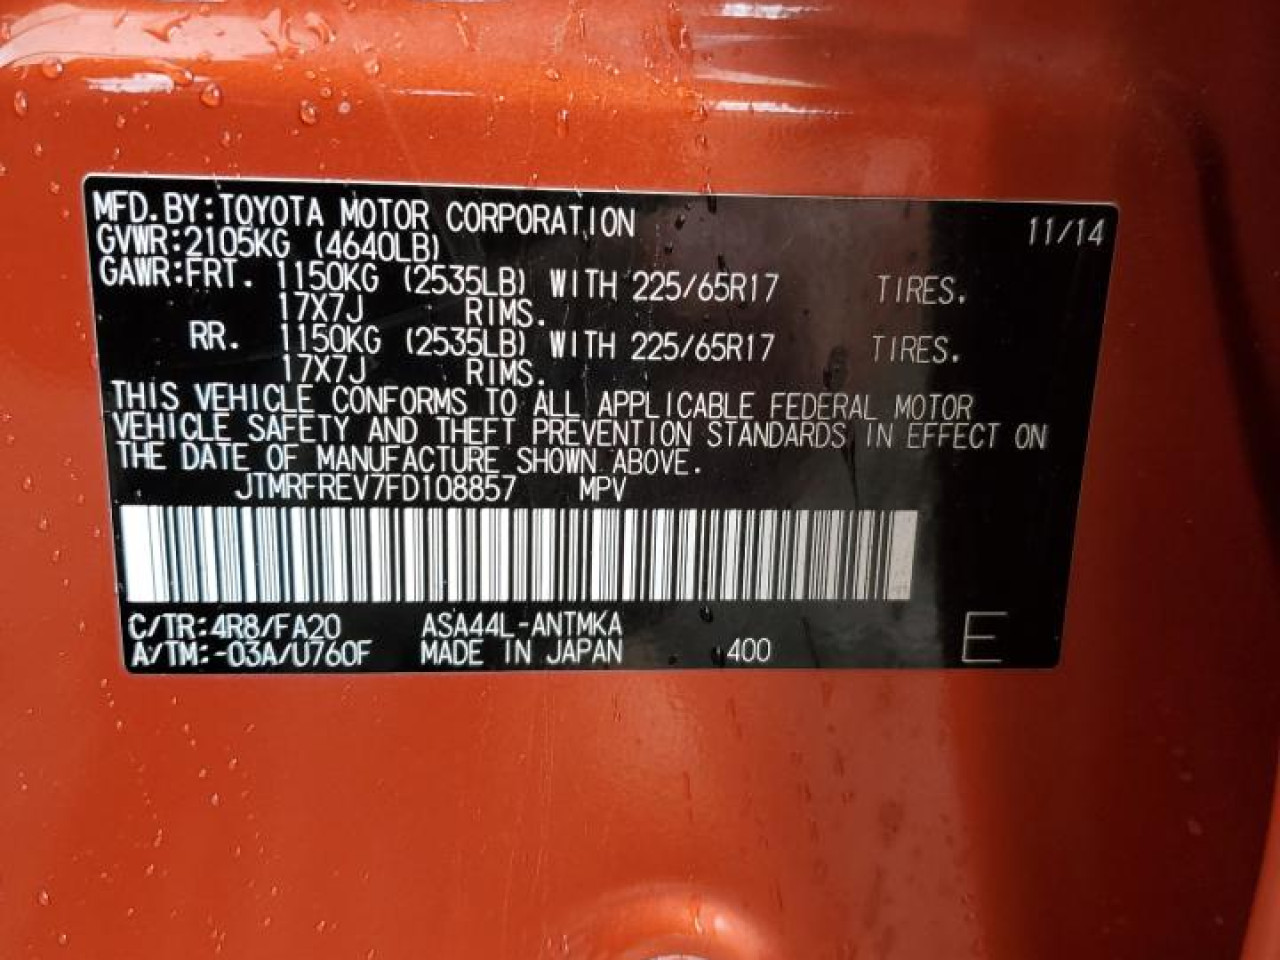 MFD.BY:TOYOTA MOTOR CORPORATION 11/14
GVWR:2105KG (4640LB)
GAWR:FRT. 1150KG (2535LB) WITH 225/65R17 TIRES.
17X7J RIMS.
RR. 1150KG (2535LB) WITH 225/65R17 TIRES.
17X7J RIMS.
THIS VEHICLE CONFORMS TO ALL APPLICABLE FEDERAL MOTOR
VEHICLE SAFETY AND THEFT PREVENTION STANDARDS IN EFFECT ON
THE DATE OF MANUFACTURE SHOWN ABOVE.
JTMRFREV7FD108857 MPV
C/TR:4R8/FA20 ASA44L-ANTMKA
A/TM:-03A/U760F MADE IN JAPAN 400 E